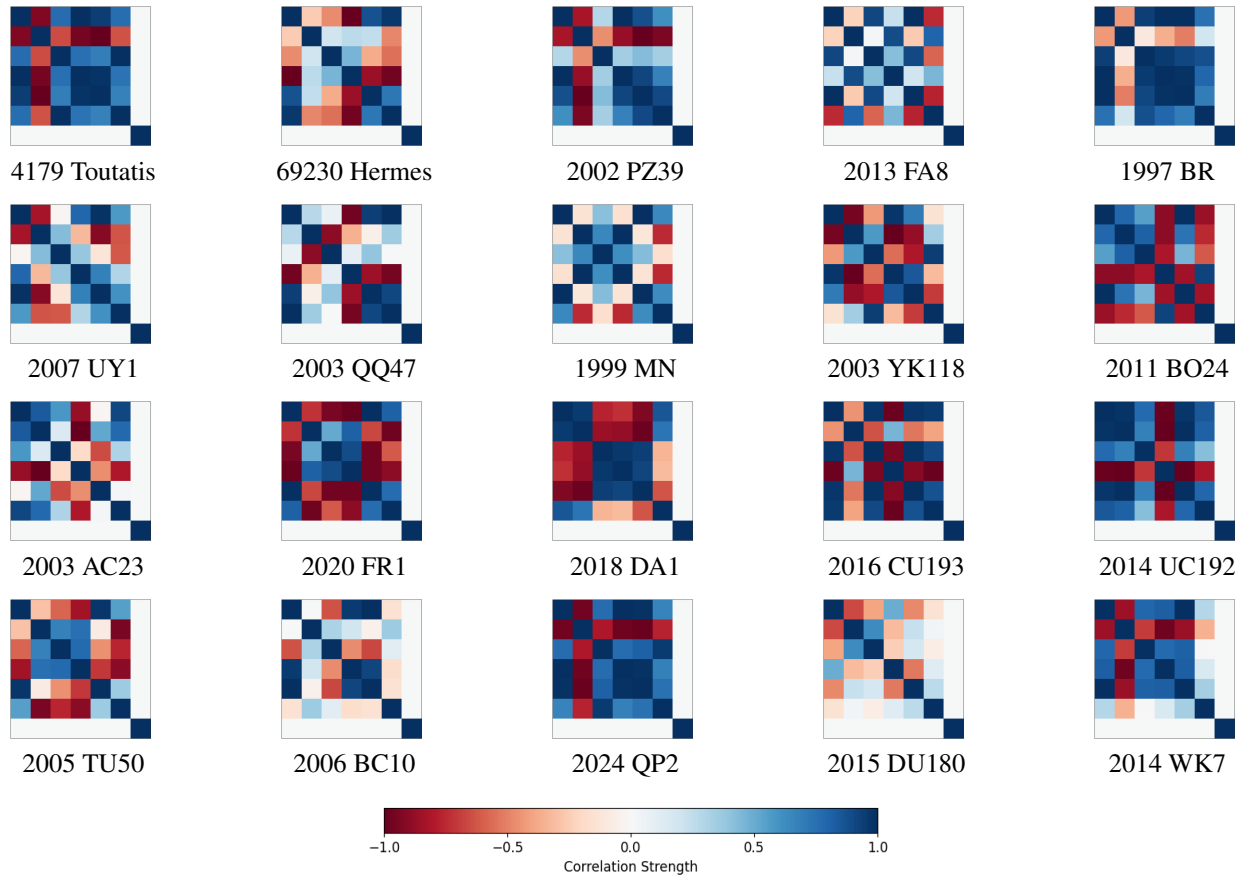 4179 Toutatis 69230 Hermes 2002 PZ39 2013 FA8 1997 BR
2007 UY1 2003 QQ47 1999 MN 2003 YK118 2011 BO24
2003 AC23 2020 FR1 2018 DA1 2016 CU193 2014 UC192
2005 TU50 2006 BC10 2024 QP2 2015 DU180 2014 WK7
−1.0 −0.5 0.0 0.5 1.0
Correlation Strength